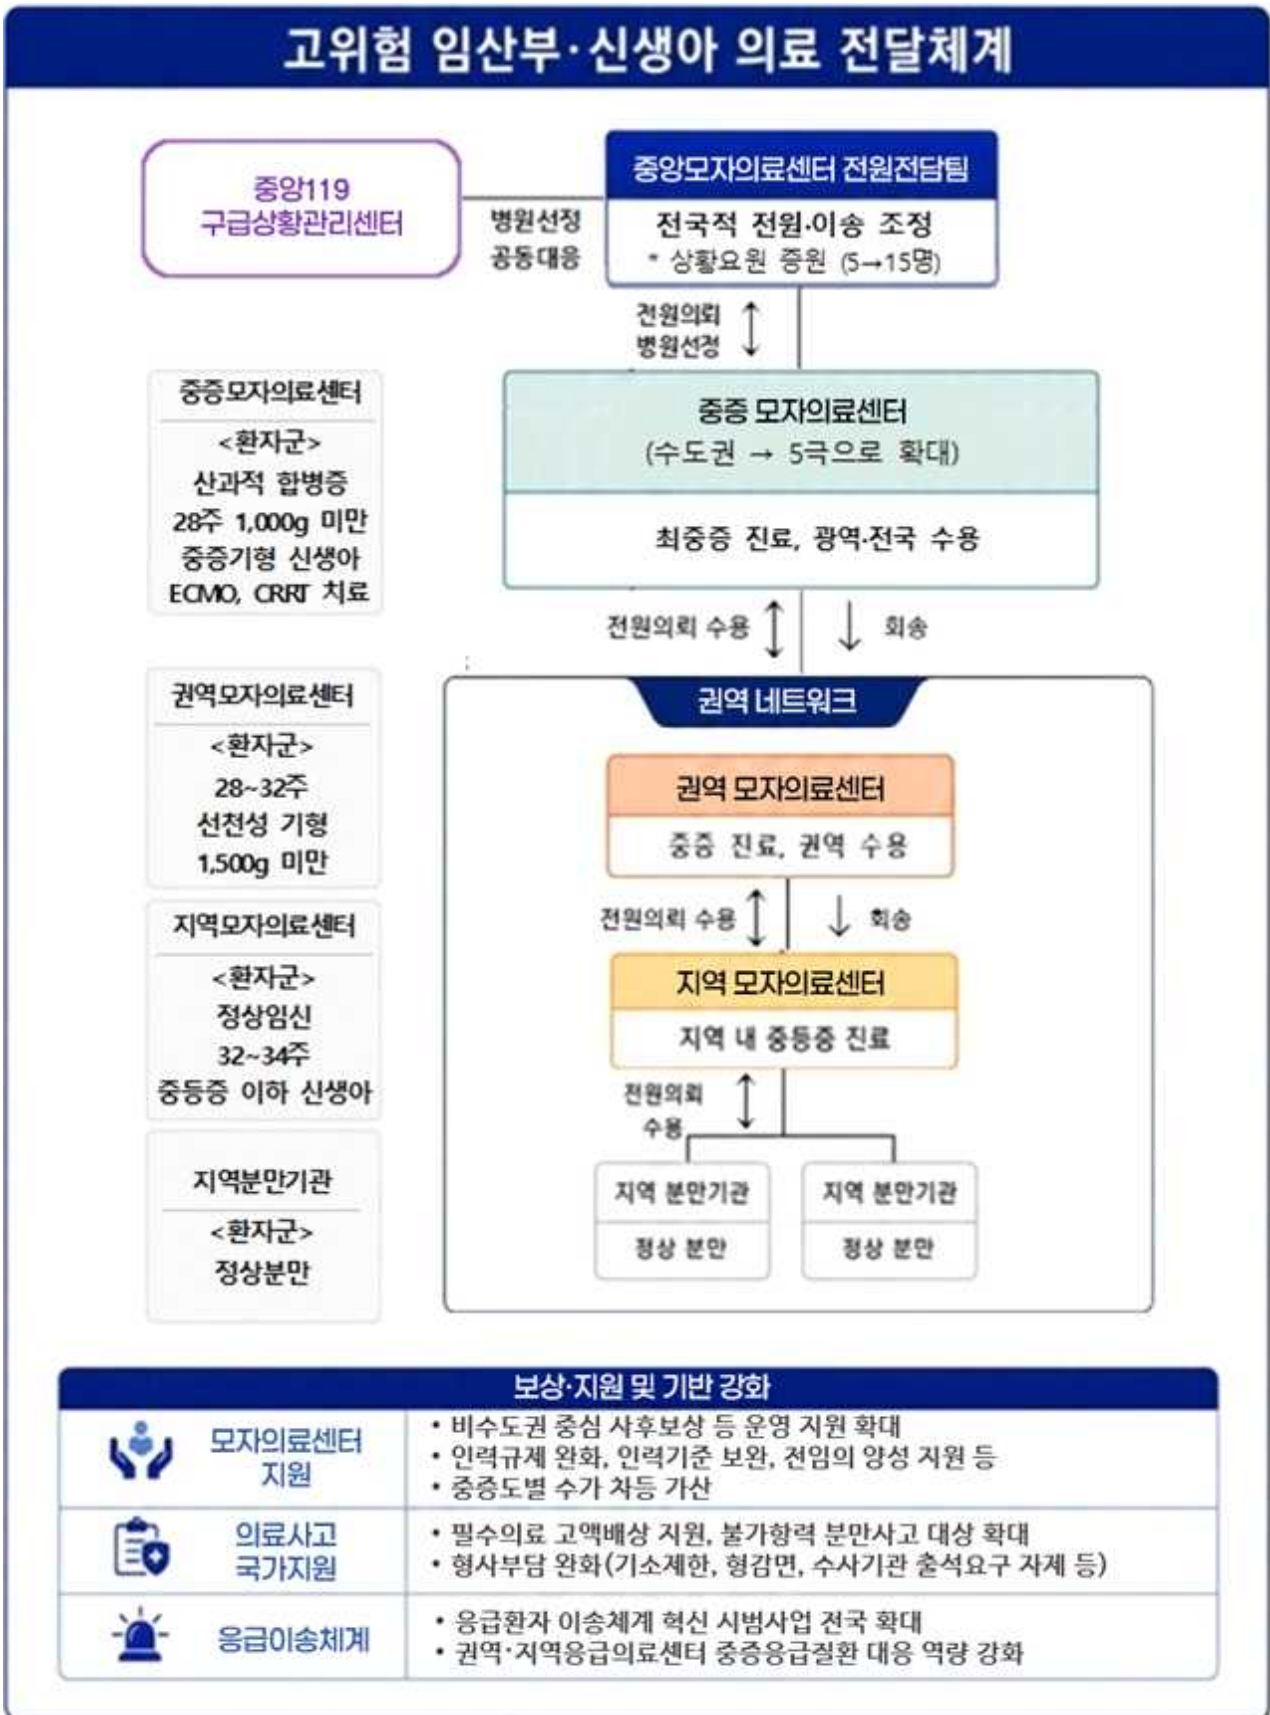 고위험 임산부·신생아 의료 전달체계
중앙119
구급상황관리센터
병원선정
공동대응
중앙모자의료센터 전원전담팀
전국적 전원·이송 조정
* 상황요원 증원 (5→15명)
전원의뢰
병원선정
중증모자의료센터
<환자군>
산과적 합병증
28주 1,000g 미만
중증기형 신생아
ECMO, CRRT 치료
중증 모자의료센터
(수도권 → 5극으로 확대)
최중증 진료, 광역·전국 수용
전원의뢰 수용
회송
권역모자의료센터
<환자군>
28~32주
선천성 기형
1,500g 미만
권역 네트워크
권역 모자의료센터
중증 진료, 권역 수용
전원의뢰 수용
회송
지역모자의료센터
<환자군>
정상임신
32~34주
중등증 이하 신생아
지역 모자의료센터
지역 내 중등증 진료
전원의뢰
수용
지역분만기관
<환자군>
정상분만
지역 분만기관
정상 분만
지역 분만기관
정상 분만
보상·지원 및 기반 강화
모자의료센터
지원
• 비수도권 중심 사후보상 등 운영 지원 확대
• 인력규제 완화, 인력기준 보완, 전임의 양성 지원 등
• 중증도별 수가 차등 가산
의료사고
국가지원
• 필수의료 고액배상 지원, 불가항력 분만사고 대상 확대
• 형사부담 완화(기소제한, 형감면, 수사기관 출석요구 자제 등)
응급이송체계
• 응급환자 이송체계 혁신 시범사업 전국 확대
• 권역·지역응급의료센터 중증응급질환 대응 역량 강화